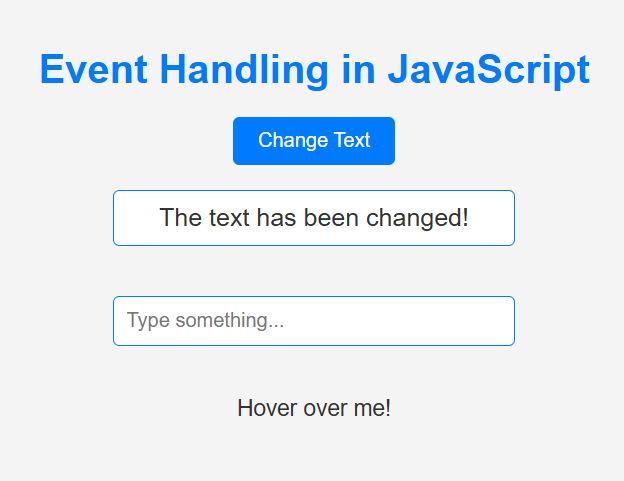 Event Handling in JavaScript
Change Text
The text has been changed!
Type something...
Hover over me!